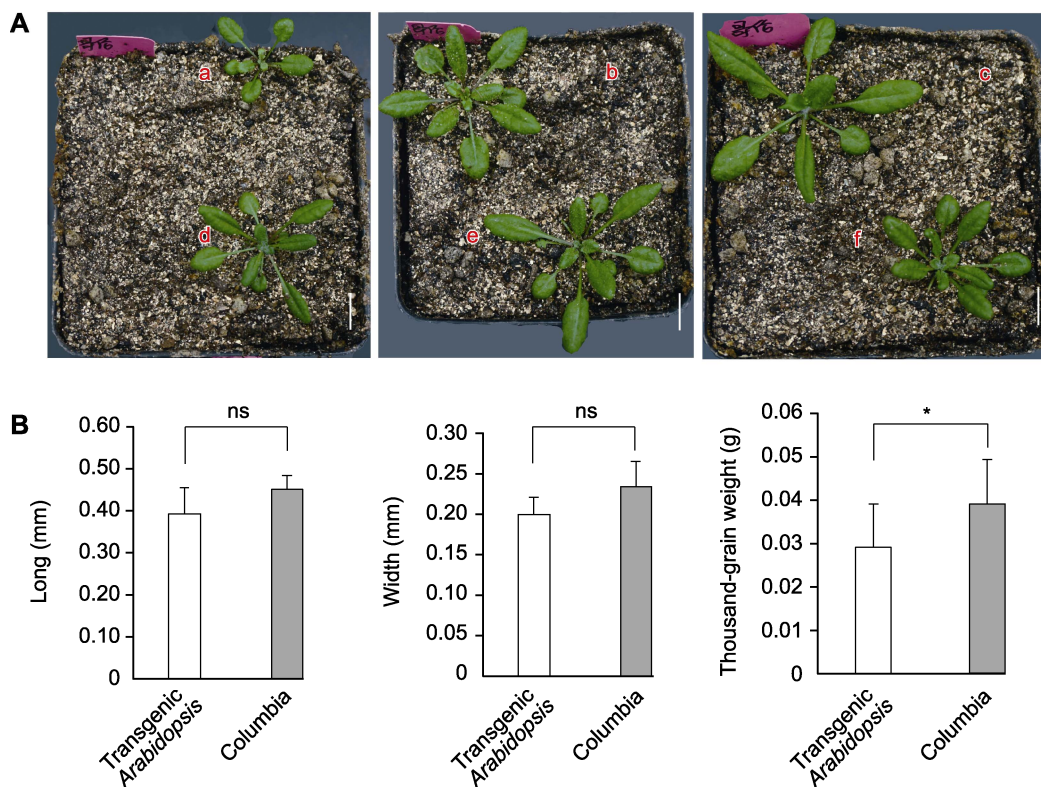 A
a
b
c
d
e
f
B
ns
0.60
0.50
0.40
0.30
0.20
0.10
0
Long (mm)
Transgenic
Arabidopsis
Columbia
ns
0.30
0.25
0.20
0.15
0.10
0.05
0
Width (mm)
Transgenic
Arabidopsis
Columbia
*
0.06
0.05
0.04
0.03
0.02
0.01
0
Thousand-grain weight (g)
Transgenic
Arabidopsis
Columbia